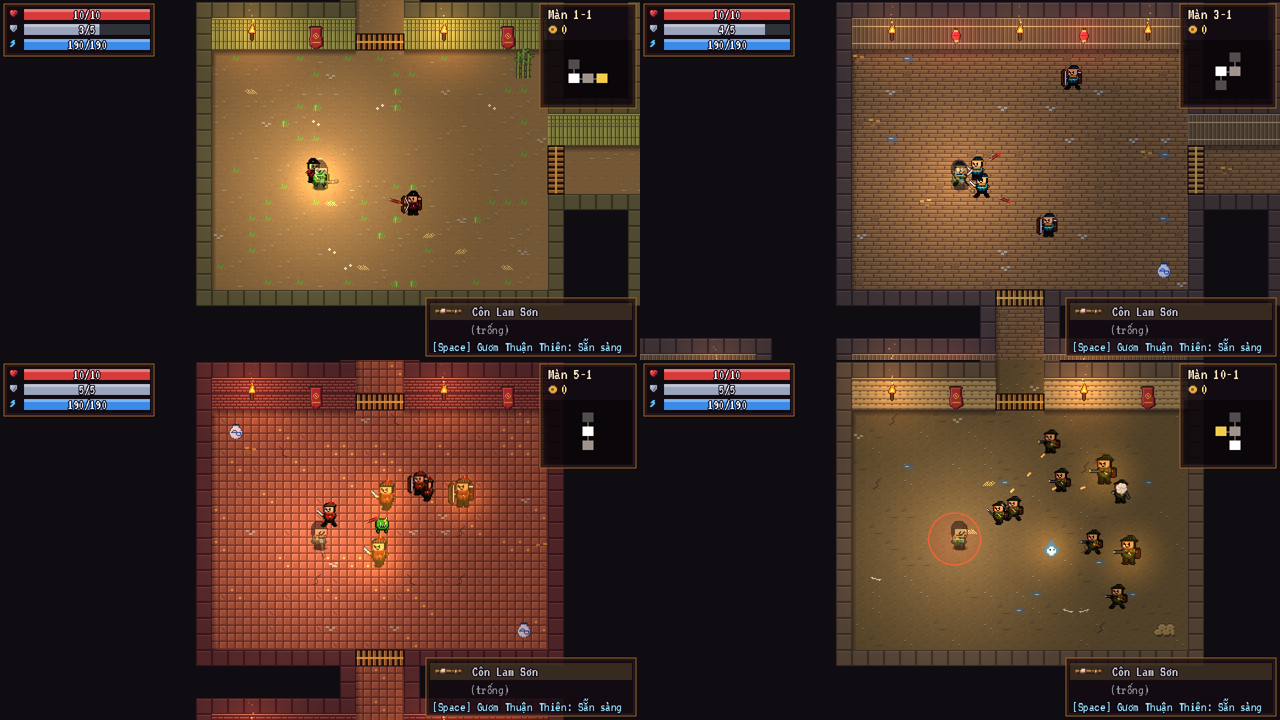 10/10
3/5
190/190
Màn 1-1
0
Côn Lam Sơn
(trống)
[Space] Gươm Thuận Thiên: Sẵn sàng
10/10
4/5
190/190
Màn 3-1
0
Côn Lam Sơn
(trống)
[Space] Gươm Thuận Thiên: Sẵn sàng
10/10
5/5
190/190
Màn 5-1
0
Côn Lam Sơn
(trống)
[Space] Gươm Thuận Thiên: Sẵn sàng
10/10
5/5
190/190
Màn 10-1
0
Côn Lam Sơn
(trống)
[Space] Gươm Thuận Thiên: Sẵn sàng